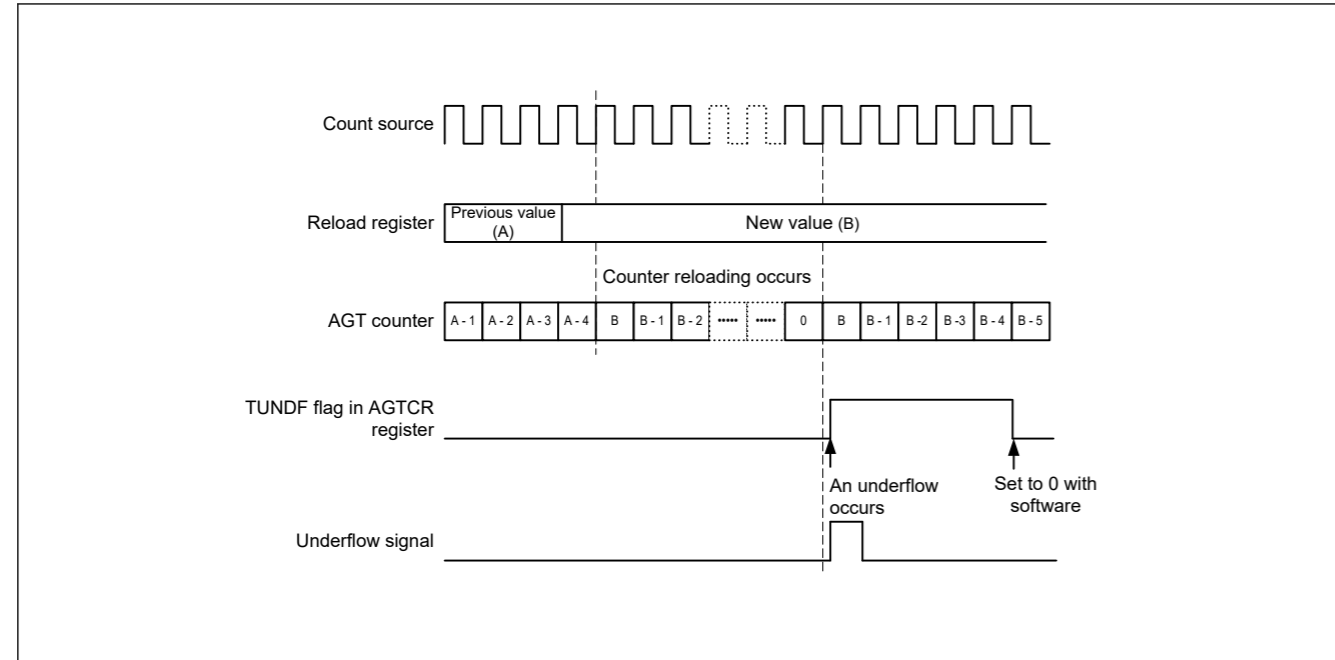 Count source
Reload register
Previous value
(A)
New value (B)
Counter reloading occurs
AGT counter
A - 1 A - 2 A - 3 A - 4 B B - 1 B - 2 ••••• ••••• 0 B B - 1 B -2 B -3 B - 4 B - 5
TUNDF flag in AGTCR
register
An underflow
occurs
Set to 0 with
software
Underflow signal